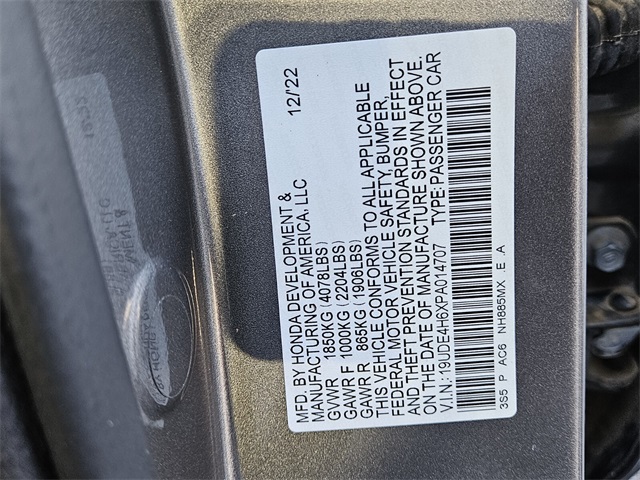 MFD. BY HONDA DEVELOPMENT &
MANUFACTURING OF AMERICA, LLC 12/22
GVWR 1850KG(4078LBS)
GAWR F 1000KG(2204LBS)
GAWR R 865KG(1906LBS)
THIS VEHICLE CONFORMS TO ALL APPLICABLE
FEDERAL MOTOR VEHICLE SAFETY, BUMPER,
AND THEFT PREVENTION STANDARDS IN EFFECT
ON THE DATE OF MANUFACTURE SHOWN ABOVE.
V.I.N.: 19UDE4H6XPA014707 TYPE: PASSENGER CAR
3S5 P AC6 NH885MX .E .A